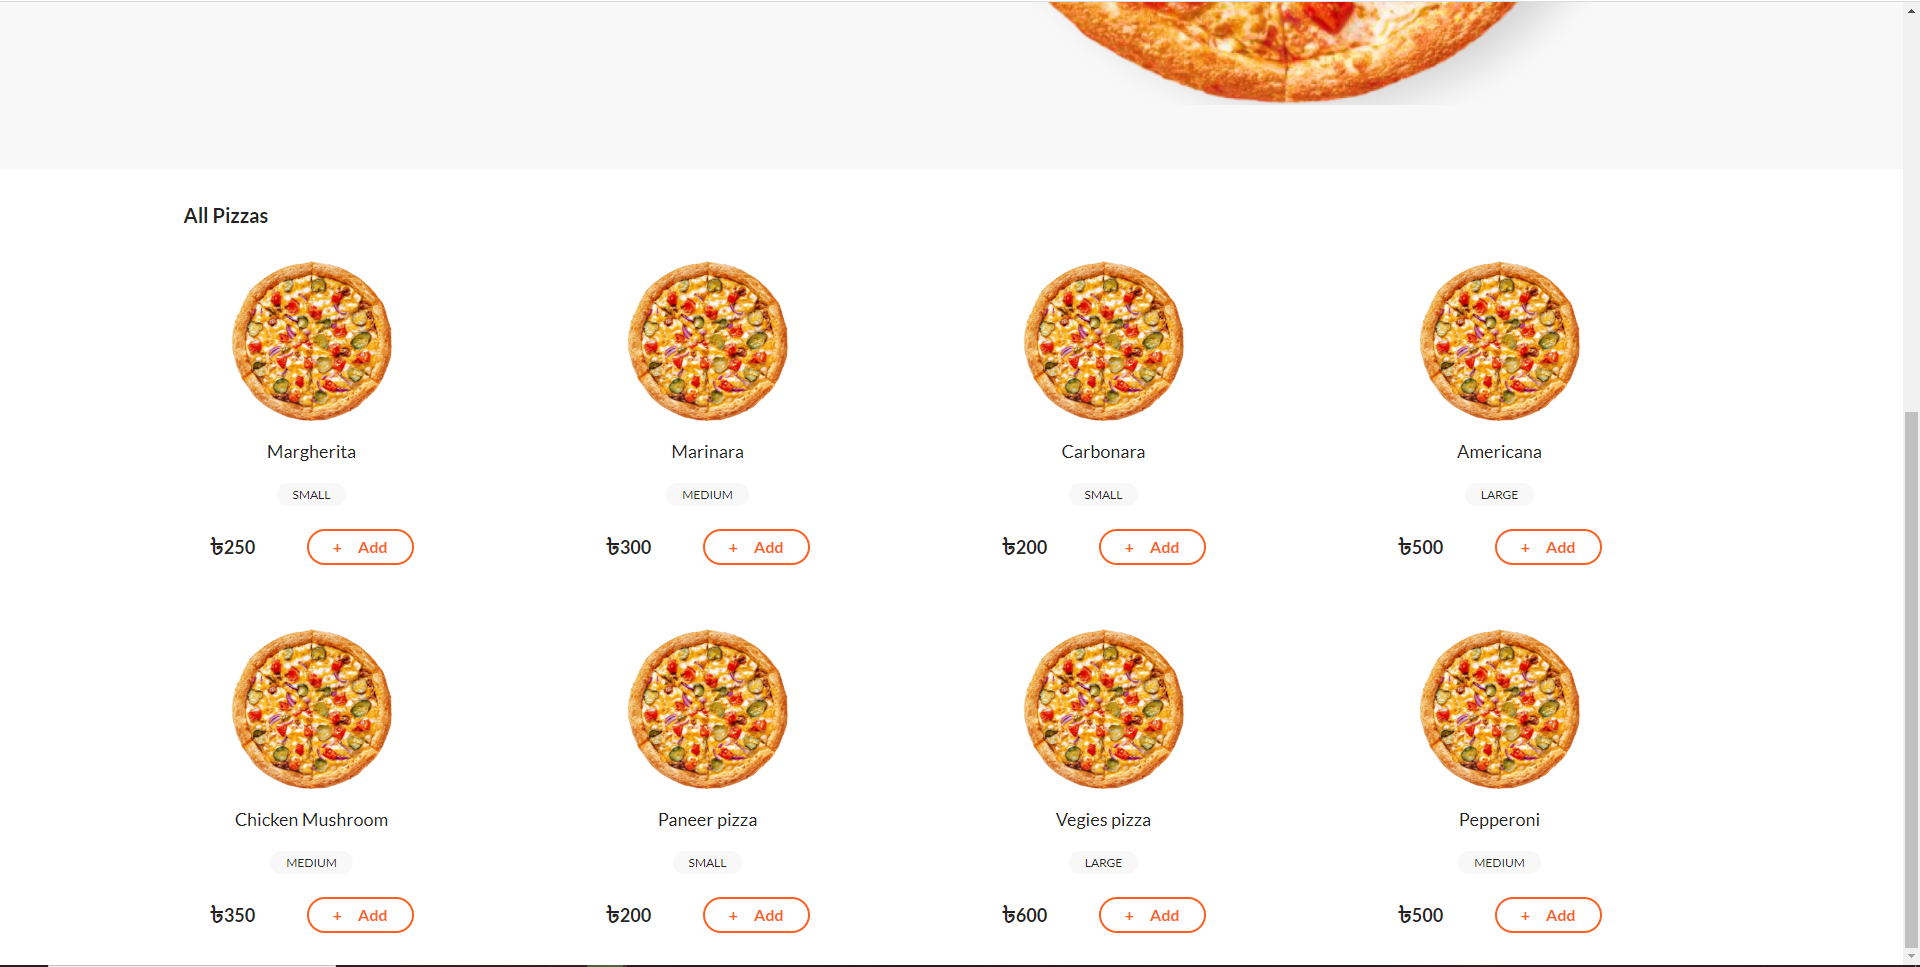 All Pizzas
Margherita Marinara Carbonara Americana
SMALL MEDIUM SMALL LARGE
৳250 + Add ৳300 + Add ৳200 + Add ৳500 + Add
Chicken Mushroom Paneer pizza Vegies pizza Pepperoni
MEDIUM SMALL LARGE MEDIUM
৳350 + Add ৳200 + Add ৳600 + Add ৳500 + Add